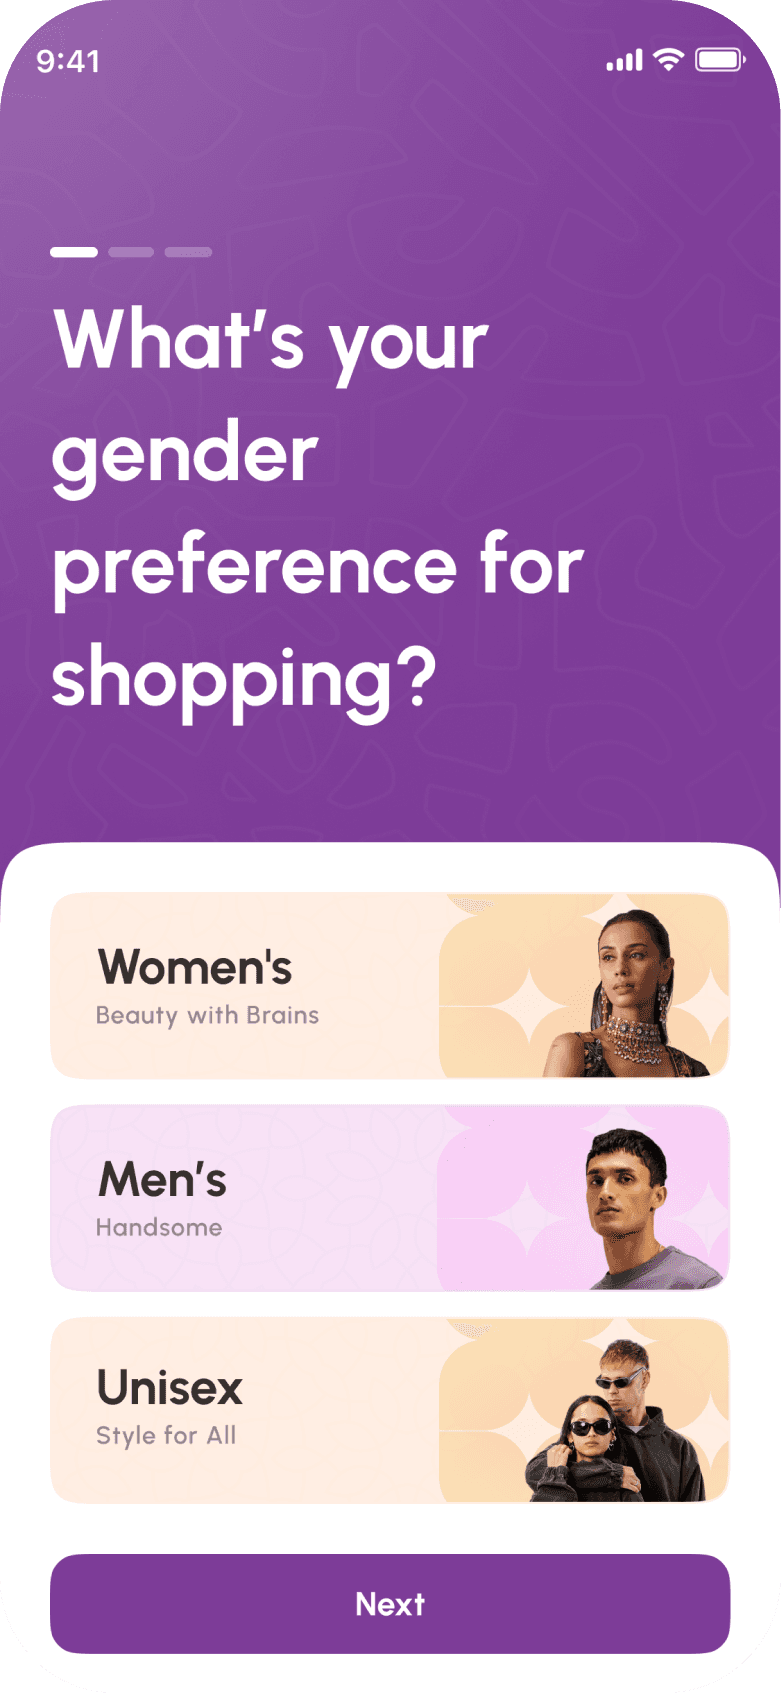 9:41
What’s your
gender
preference for
shopping?
Women's
Beauty with Brains
Men’s
Handsome
Unisex
Style for All
Next